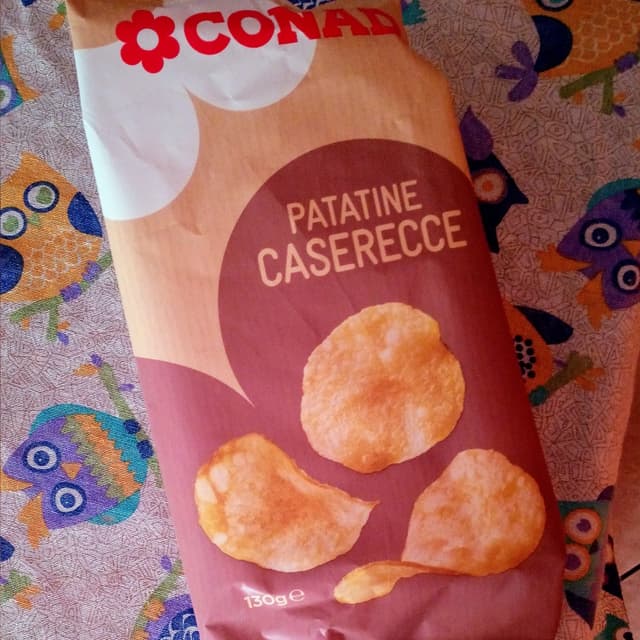 CONAD
PATATINE
CASERECCE
130g e